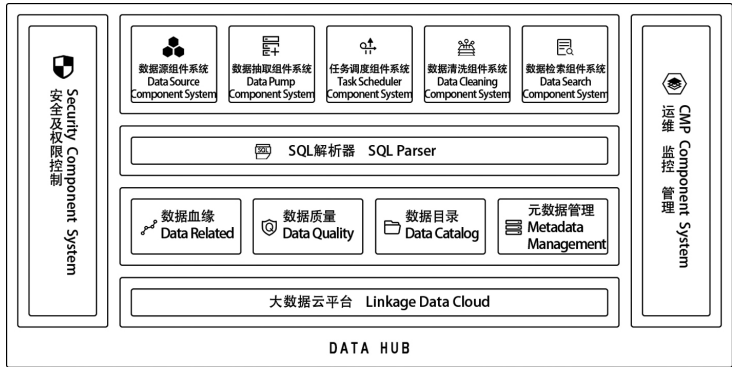 Security Component System
安全及权限控制
数据源组件系统
Data Source
Component System
数据抽取组件系统
Data Pump
Component System
任务调度组件系统
Task Scheduler
Component System
数据清洗组件系统
Data Cleaning
Component System
数据检索组件系统
Data Search
Component System
SQL
SQL解析器 SQL Parser
数据血缘
Data Related
Q
数据质量
Data Quality
数据目录
Data Catalog
元数据管理
Metadata
Management
大数据云平台 Linkage Data Cloud
CMP Component System
运维 监控 管理
DATA HUB